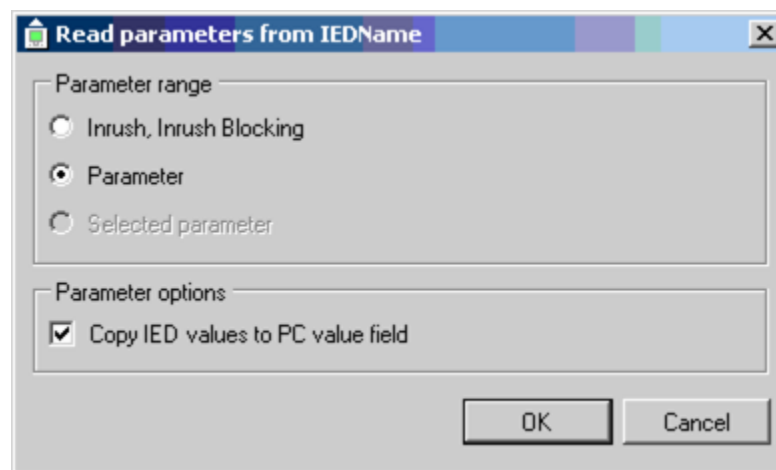 Read parameters from IEDName
Parameter range
Inrush, Inrush Blocking
Parameter
Selected parameter
Parameter options
Copy IED values to PC value field
OK
Cancel